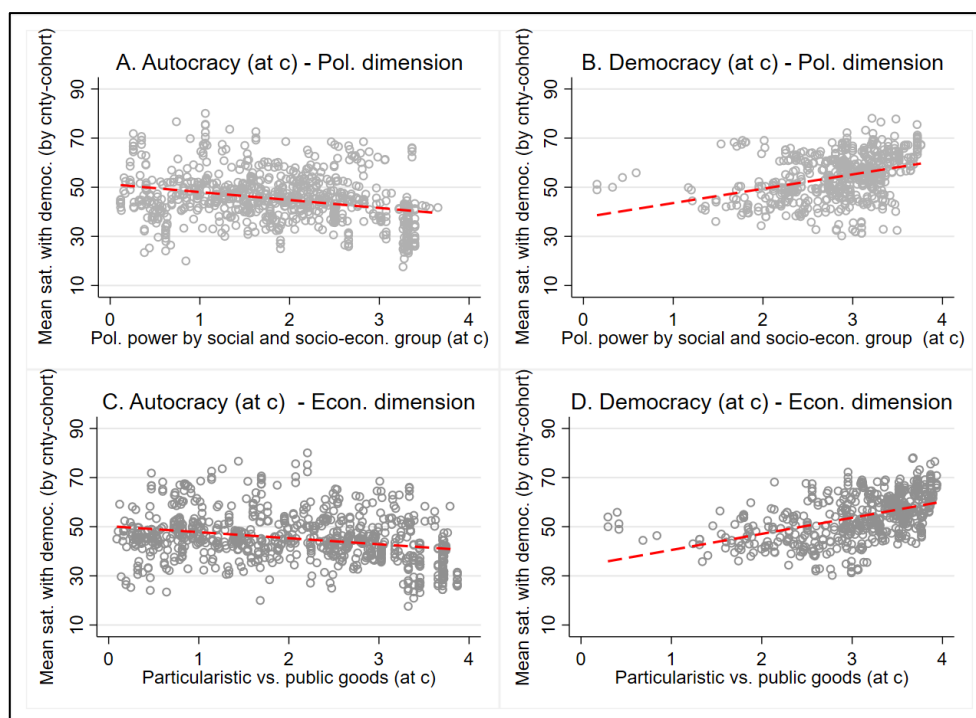 A. Autocracy (at c) - Pol. dimension
Mean sat. with democ. (by cnty-cohort)
90
70
50
30
10
0 1 2 3 4
Pol. power by social and socio-econ. group (at c)
B. Democracy (at c) - Pol. dimension
Mean sat. with democ. (by cnty-cohort)
90
70
50
30
10
0 1 2 3 4
Pol. power by social and socio-econ. group (at c)
C. Autocracy (at c) - Econ. dimension
Mean sat. with democ. (by cnty-cohort)
90
70
50
30
10
0 1 2 3 4
Particularistic vs. public goods (at c)
D. Democracy (at c) - Econ. dimension
Mean sat. with democ. (by cnty-cohort)
90
70
50
30
10
0 1 2 3 4
Particularistic vs. public goods (at c)